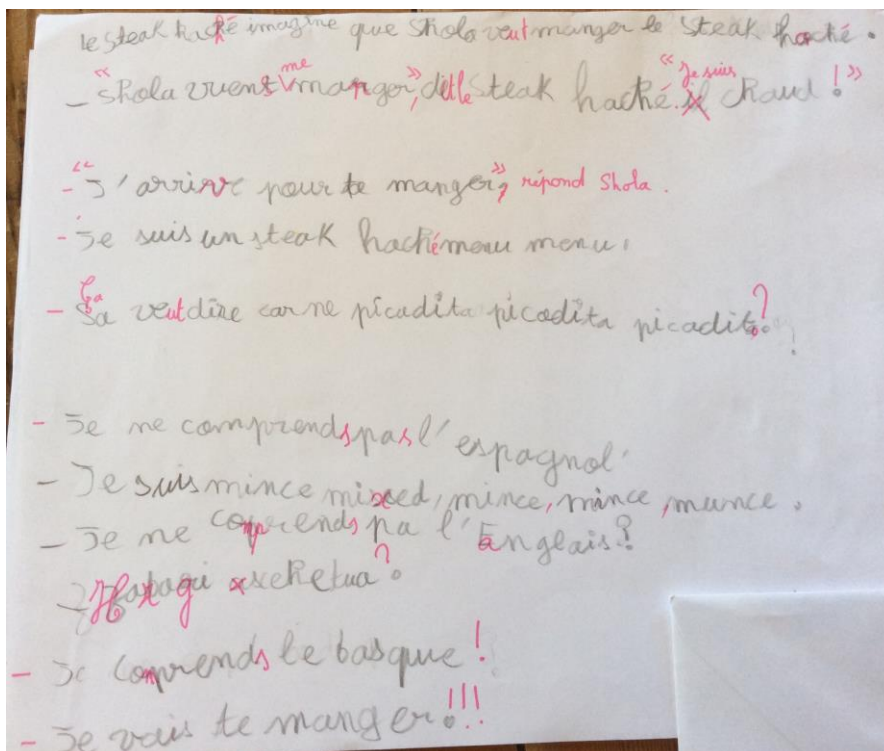 le steak haché imagine que Shola veut manger le steak haché.
- "Shola vient me manger", dit le steak haché. "Je suis chaud !"
- "J'arrive pour te manger", répond Shola.
- Je suis un steak haché menu menu.
- Ça veut dire carne picadita picadita picadita ?
- Je ne comprends pas l'espagnol.
- Je suis mince mixed, mince, mince, mince.
- Je ne comprends pa l'Anglais ?
- xehetua ?
- Je comprends le basque !
- Je vais te manger !!!